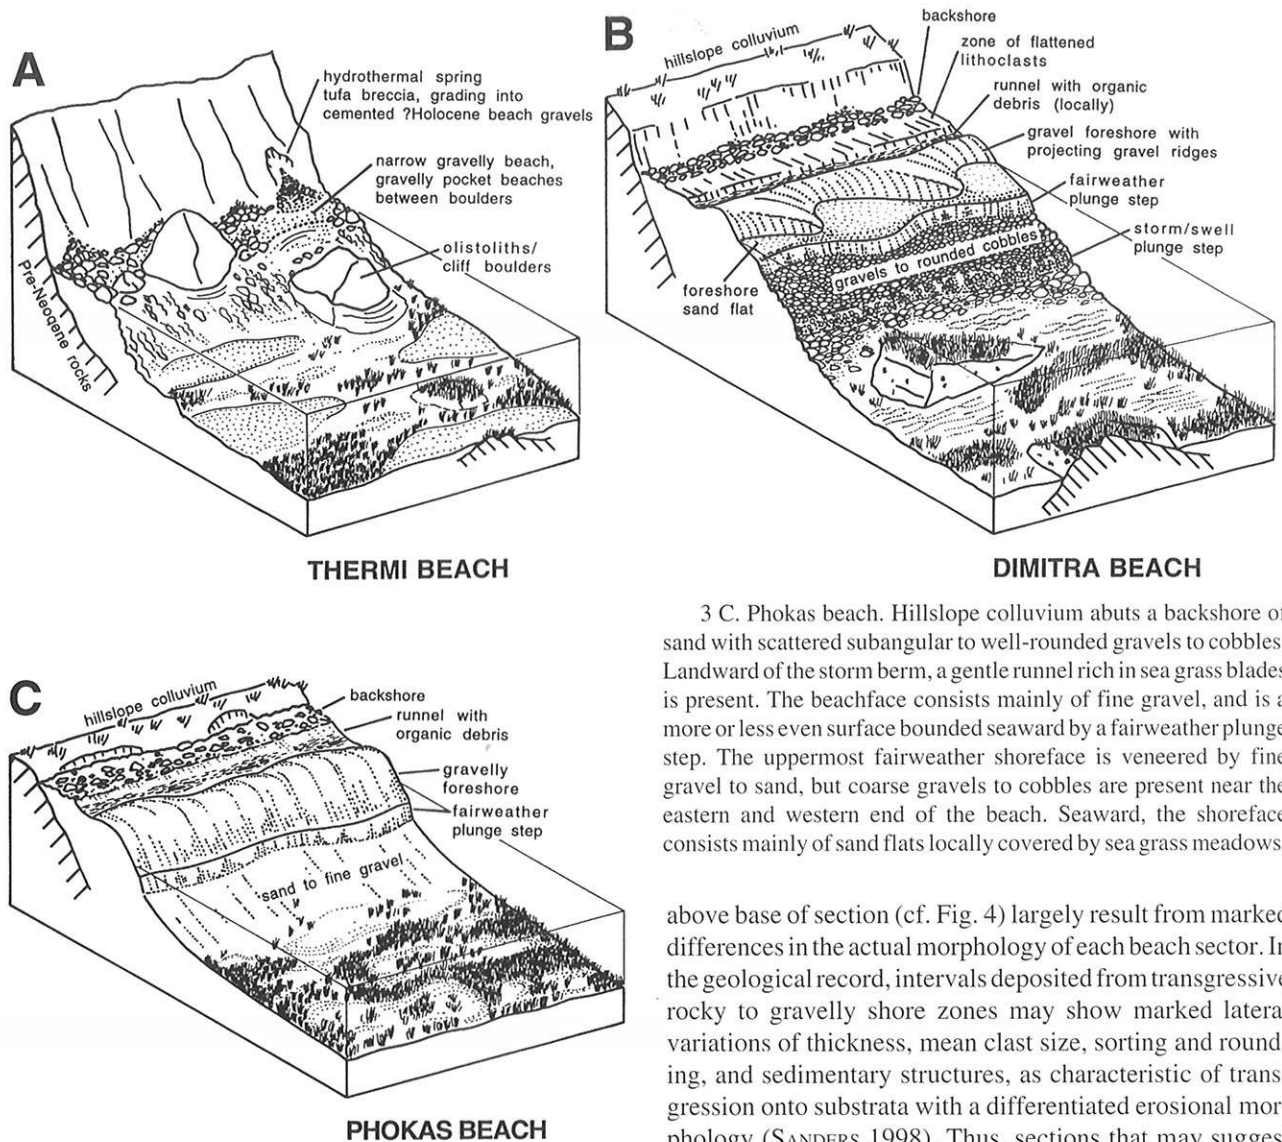 A
hydrothermal spring
tufa breccia, grading into
cemented ?Holocene beach gravels
narrow gravelly beach,
gravelly pocket beaches
between boulders
olistoliths/
cliff boulders
Pre-Neogene rocks
THERMI BEACH
B
hillslope colluvium
backshore
zone of flattened
lithoclasts
runnel with organic
debris (locally)
gravel foreshore with
projecting gravel ridges
fairweather
plunge step
storm/swell
plunge step
gravels to rounded cobbles
foreshore
sand flat
DIMITRA BEACH
C
hillslope colluvium
backshore
runnel with
organic debris
gravelly
foreshore
fairweather
plunge step
sand to fine gravel
PHOKAS BEACH
3 C. Phokas beach. Hillslope colluvium abuts a backshore of
sand with scattered subangular to well-rounded gravels to cobbles
Landward of the storm berm, a gentle runnel rich in sea grass blades
is present. The beachface consists mainly of fine gravel, and is a
more or less even surface bounded seaward by a fairweather plunge
step. The uppermost fairweather shoreface is veneered by fine
gravel to sand, but coarse gravels to cobbles are present near the
eastern and western end of the beach. Seaward, the shoreface
consists mainly of sand flats locally covered by sea grass meadows
above base of section (cf. Fig. 4) largely result from marked
differences in the actual morphology of each beach sector. In
the geological record, intervals deposited from transgressive
rocky to gravelly shore zones may show marked latera
variations of thickness, mean clast size, sorting and round
ing, and sedimentary structures, as characteristic of trans
gression onto substrata with a differentiated erosional mor
phology (SANDERS 1998). Thus, sections that may sugges